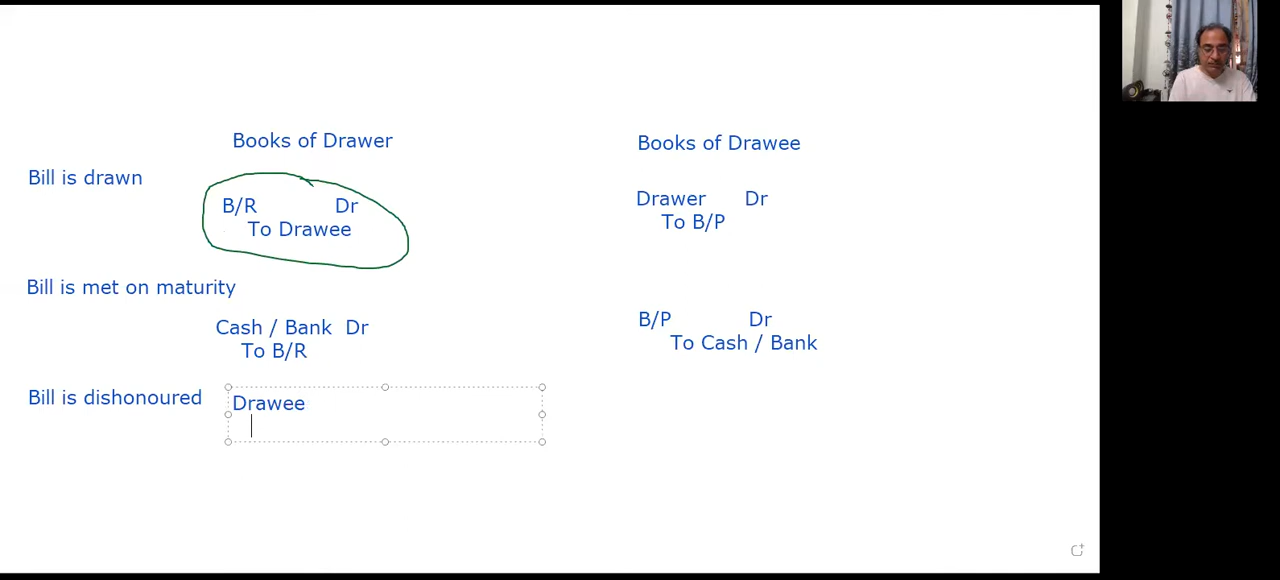 Books of Drawer
Books of Drawee
Bill is drawn
B/R Dr
To Drawee
Drawer Dr
To B/P
Bill is met on maturity
Cash / Bank Dr
To B/R
B/P Dr
To Cash / Bank
Bill is dishonoured
Drawee